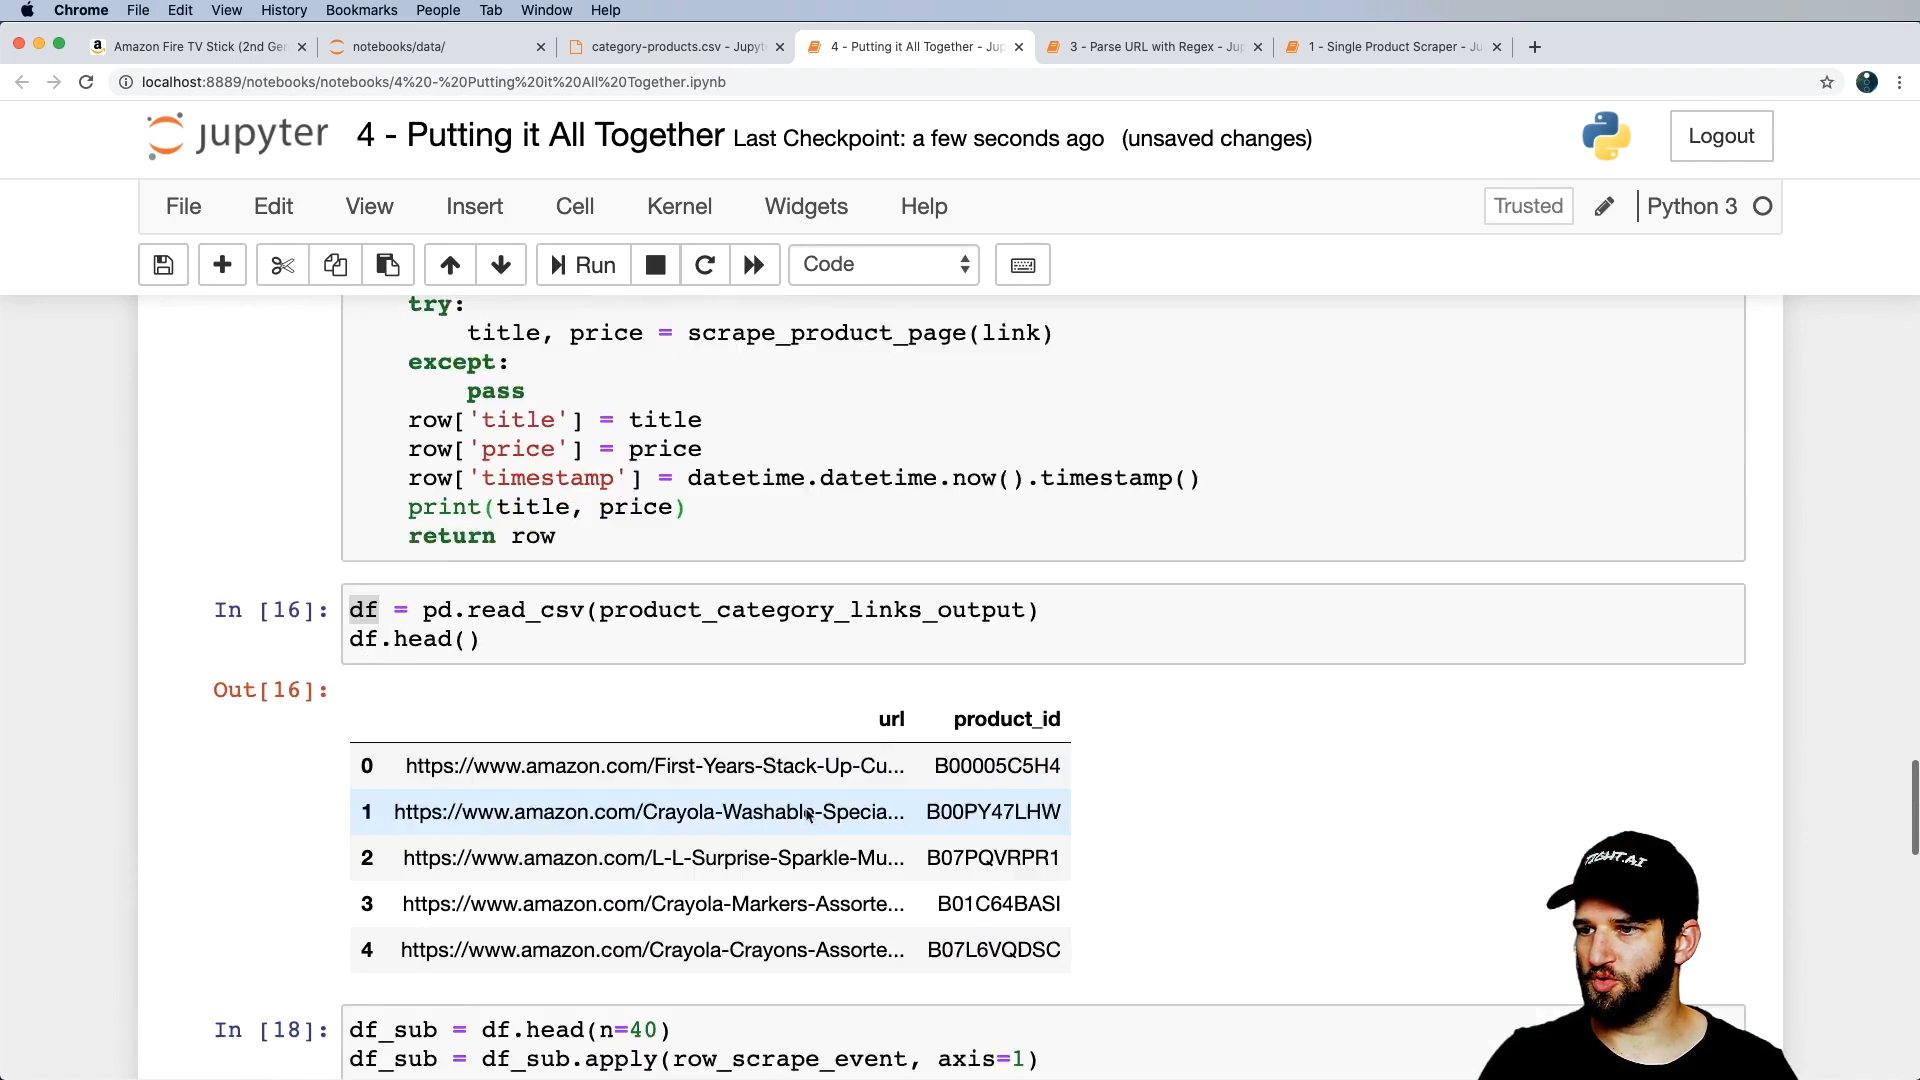 Chrome File Edit View History Bookmarks People Tab Window Help
Amazon Fire TV Stick (2nd Gen
notebooks/data/
category-products.csv - Jupyt
4 - Putting it All Together - Jup
3 - Parse URL with Regex - Jup
1 - Single Product Scraper - Ju
localhost:8889/notebooks/notebooks/4%20-%20Putting%20it%20All%20Together.ipynb
jupyter 4 - Putting it All Together Last Checkpoint: a few seconds ago (unsaved changes)
Logout
File Edit View Insert Cell Kernel Widgets Help
Trusted Python 3
Run Code
try:
title, price = scrape_product_page(link)
except:
pass
row['title'] = title
row['price'] = price
row['timestamp'] = datetime.datetime.now().timestamp()
print(title, price)
return row
In [16]: df = pd.read_csv(product_category_links_output)
df.head()
Out[16]:
url product_id
0 https://www.amazon.com/First-Years-Stack-Up-Cu... B00005C5H4
1 https://www.amazon.com/Crayola-Washable-Specia... B00PY47LHW
2 https://www.amazon.com/L-L-Surprise-Sparkle-Mu... B07PQVRPR1
3 https://www.amazon.com/Crayola-Markers-Assorte... B01C64BASI
4 https://www.amazon.com/Crayola-Crayons-Assorte... B07L6VQDSC
In [18]: df_sub = df.head(n=40)
df_sub = df_sub.apply(row_scrape_event, axis=1)